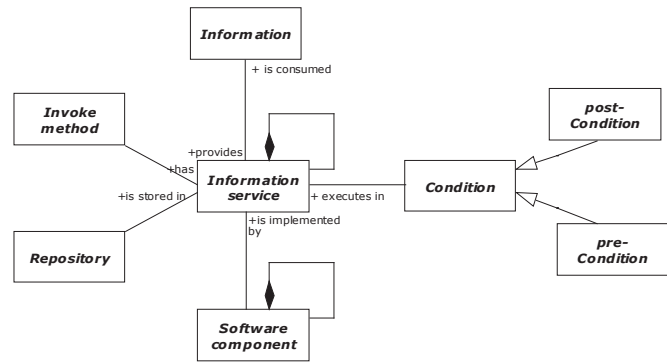 Information
+ is consumed
Invoke
method
post-
Condition
+provides
+has
Information
service
+is stored in
+ executes in
Condition
+is implemented
by
Repository
pre-
Condition
Software
component